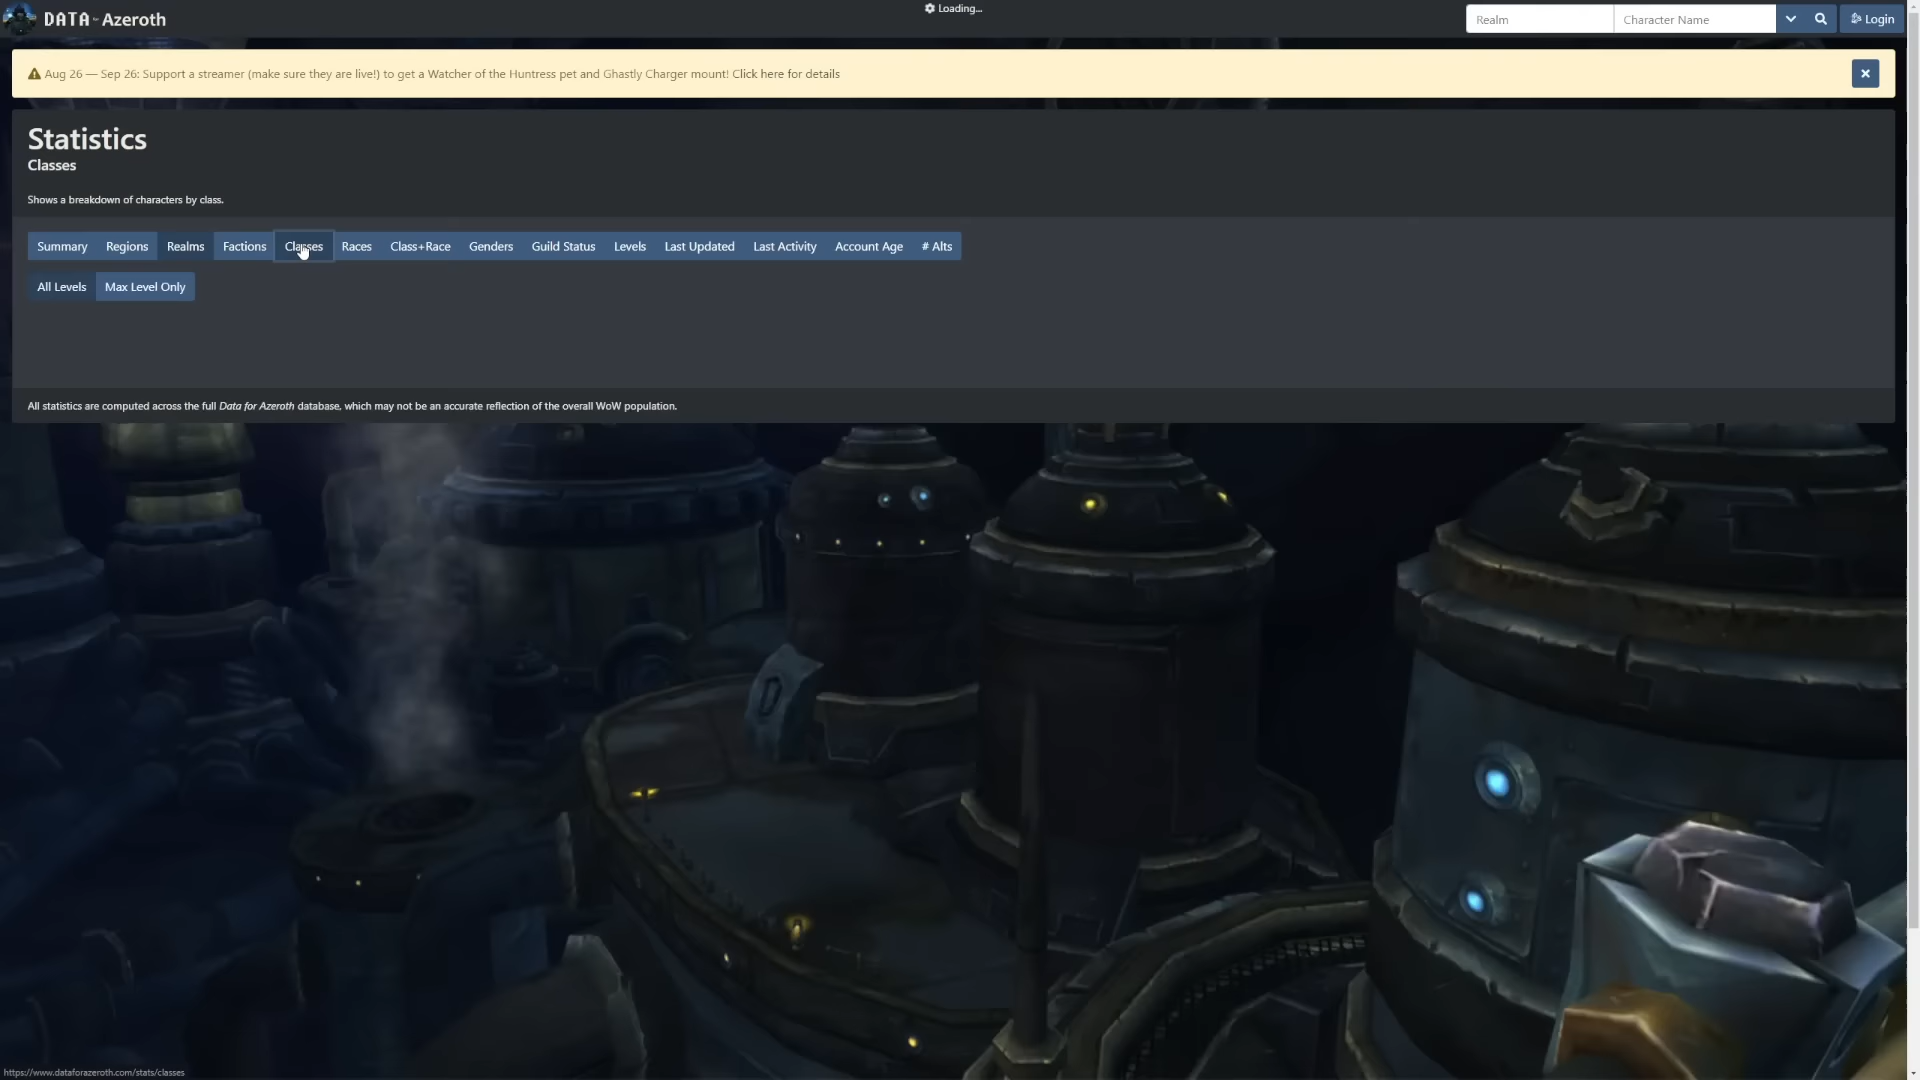 DATA for Azeroth
Loading...
Realm
Character Name
Login
Aug 26 — Sep 26: Support a streamer (make sure they are live!) to get a Watcher of the Huntress pet and Ghastly Charger mount! Click here for details
Statistics
Classes
Shows a breakdown of characters by class.
Summary Regions Realms Factions Classes Races Class+Race Genders Guild Status Levels Last Updated Last Activity Account Age # Alts
All Levels Max Level Only
All statistics are computed across the full Data for Azeroth database, which may not be an accurate reflection of the overall WoW population.
https://www.dataforazeroth.com/stats/classes